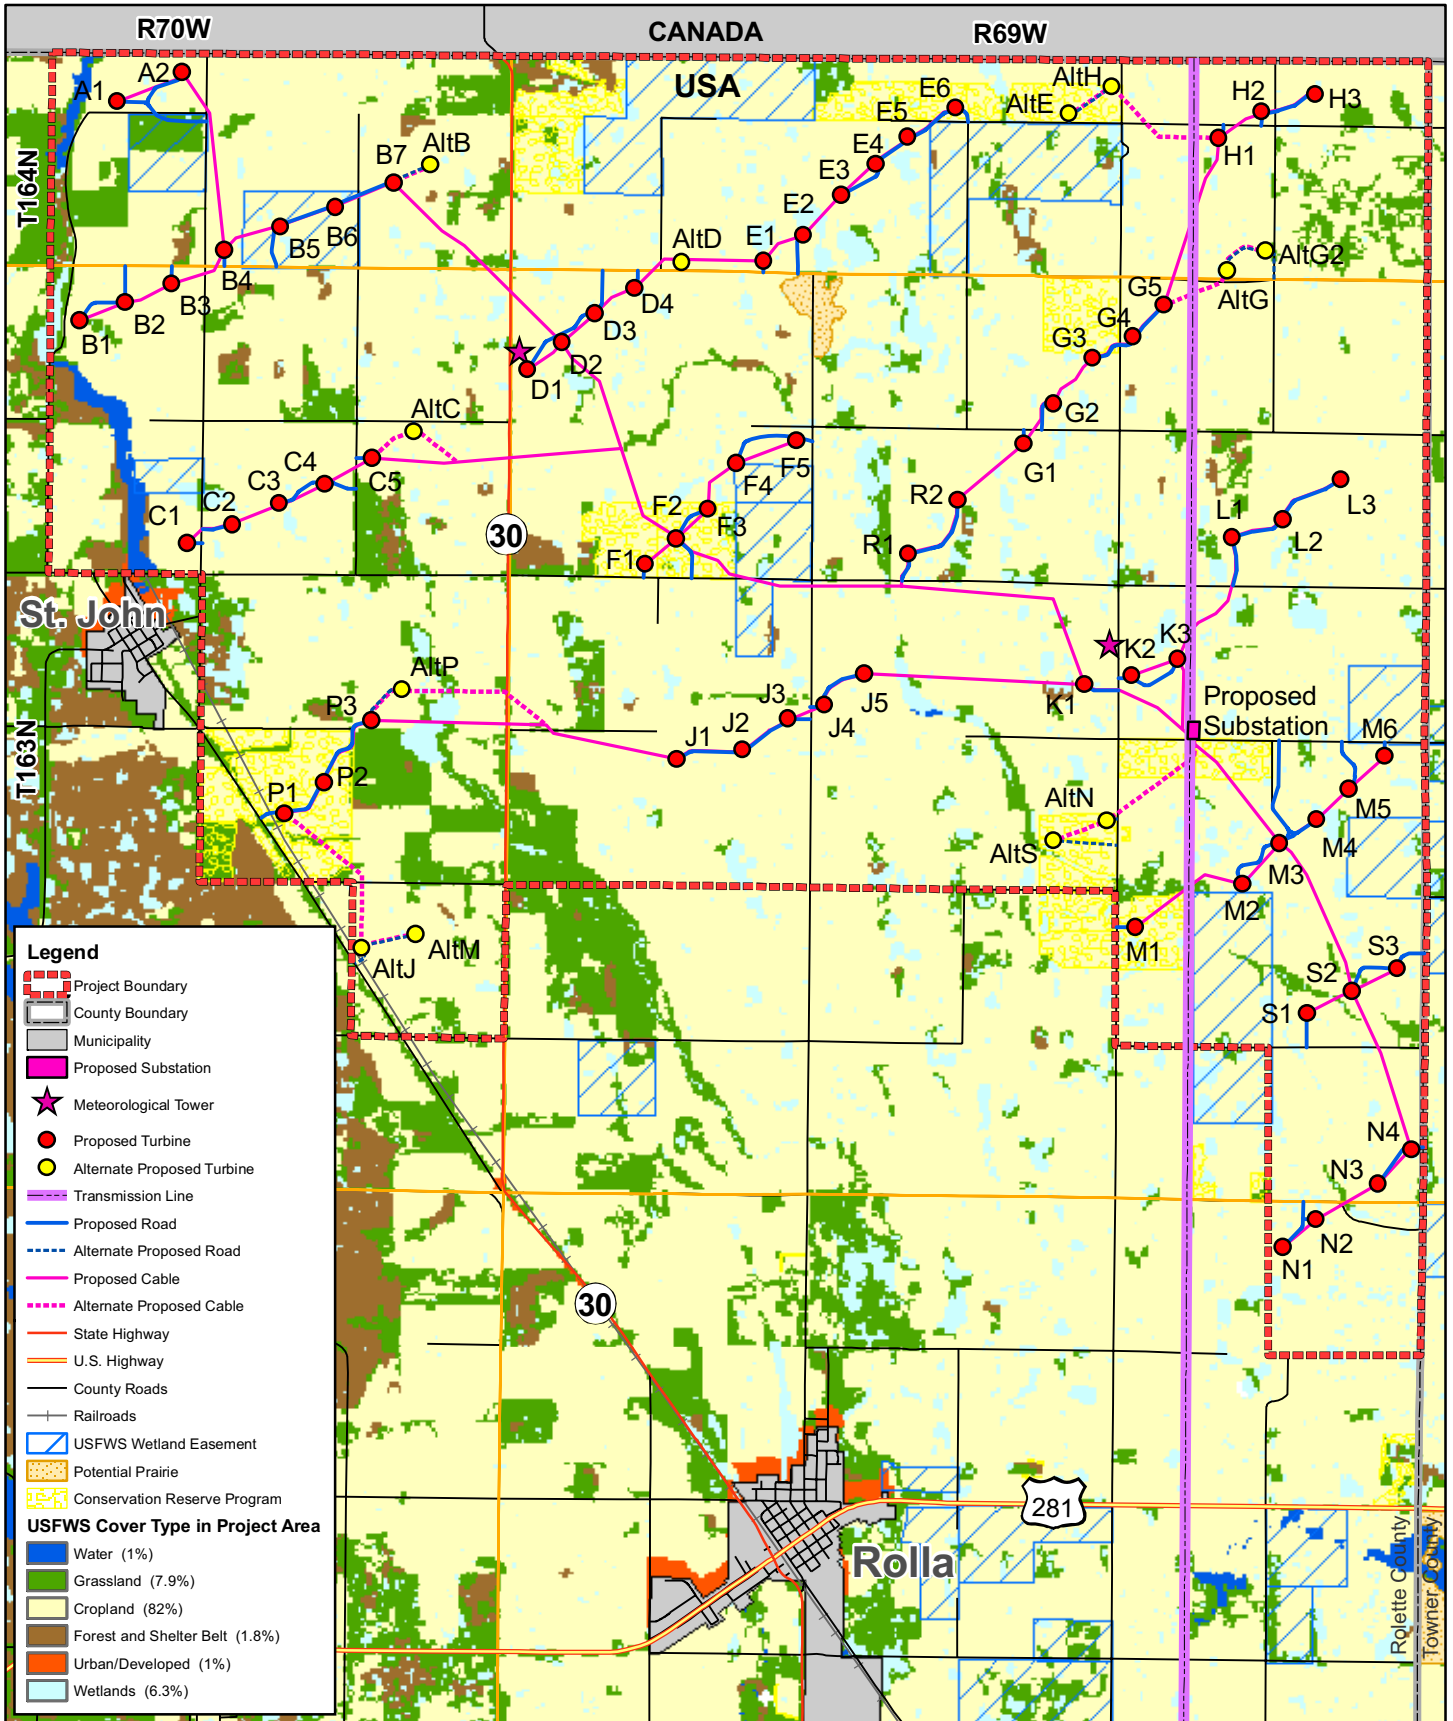 R70W
CANADA
R69W
USA
T164N
T163N
A1
A2
B7
AltB
B6
B5
B4
B3
B2
B1
AltC
C5
C4
C3
C2
C1
AltD
D4
D3
D2
D1
E1
E2
E3
E4
E5
E6
AltE
AltH
H1
H2
H3
AltG2
AltG
G5
G4
G3
G2
G1
R2
R1
F5
F4
F3
F2
F1
30
L1
L2
L3
St. John
AltP
P3
P2
P1
J1
J2
J3
J4
J5
K1
K2
K3
Proposed
Substation
M6
M5
M4
M3
M2
M1
AltN
AltS
AltJ
AltM
S3
S2
S1
N4
N3
N2
N1
30
281
Rolla
Rolette County
Towner County
Legend
Project Boundary
County Boundary
Municipality
Proposed Substation
Meteorological Tower
Proposed Turbine
Alternate Proposed Turbine
Transmission Line
Proposed Road
Alternate Proposed Road
Proposed Cable
Alternate Proposed Cable
State Highway
U.S. Highway
County Roads
Railroads
USFWS Wetland Easement
Potential Prairie
Conservation Reserve Program
USFWS Cover Type in Project Area
Water (1%)
Grassland (7.9%)
Cropland (82%)
Forest and Shelter Belt (1.8%)
Urban/Developed (1%)
Wetlands (6.3%)